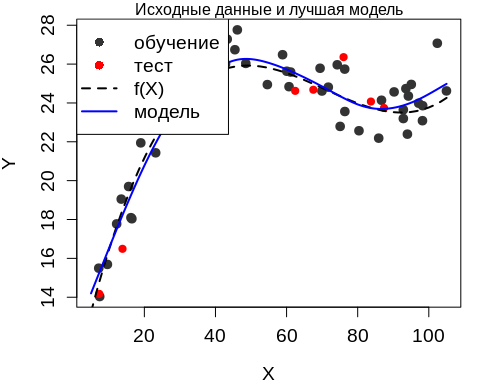 Исходные данные и лучшая модель
обучение
тест
f(X)
модель
Y
28
26
24
22
20
18
16
14
20
40
60
80
100
X